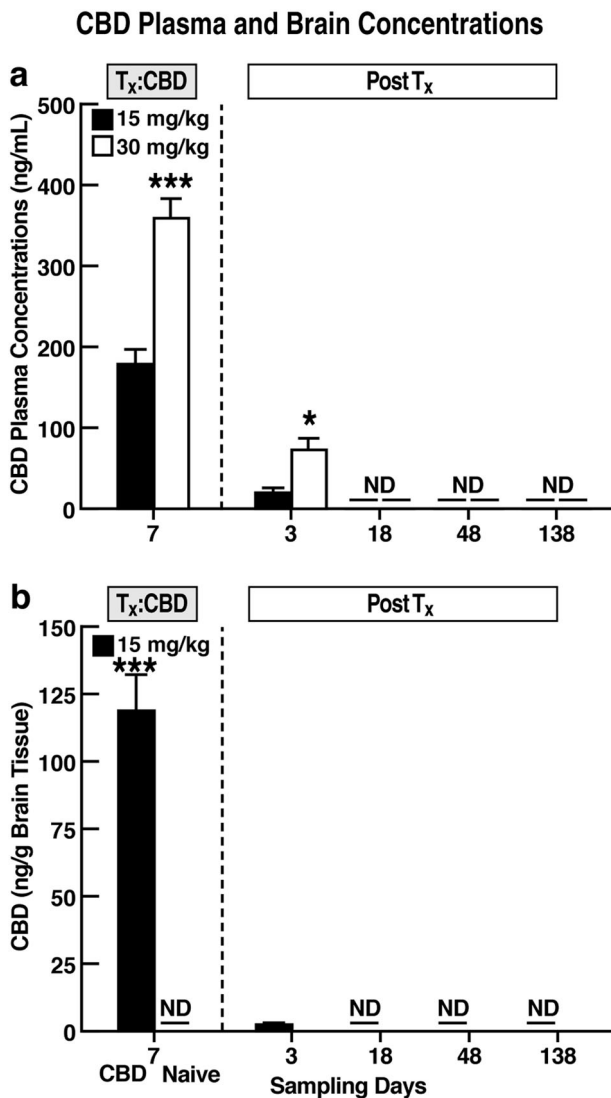 CBD Plasma and Brain Concentrations
a
Tx:CBD
Post Tx
CBD Plasma Concentrations (ng/mL)
500
400
300
200
100
0
15 mg/kg
30 mg/kg
***
*
ND ND ND
7 3 18 48 138
b
Tx:CBD
Post Tx
CBD (ng/g Brain Tissue)
150
125
100
75
50
25
0
15 mg/kg
***
ND ND ND ND
7 3 18 48 138
CBD Naive Sampling Days